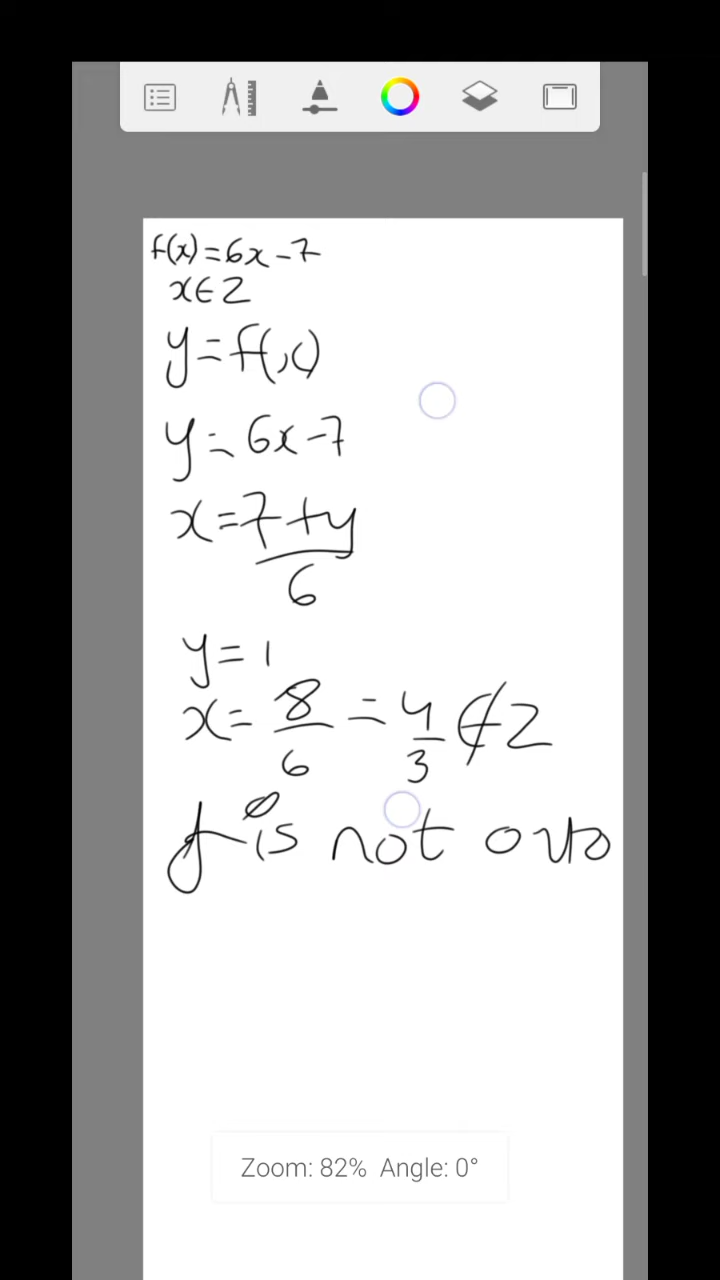 f(x)=6x-7
x∈Z
y=f(x)
y=6x-7
x=7+y
6
y=1
x=8/6=4/3∉Z
f is not onto
Zoom: 82% Angle: 0°